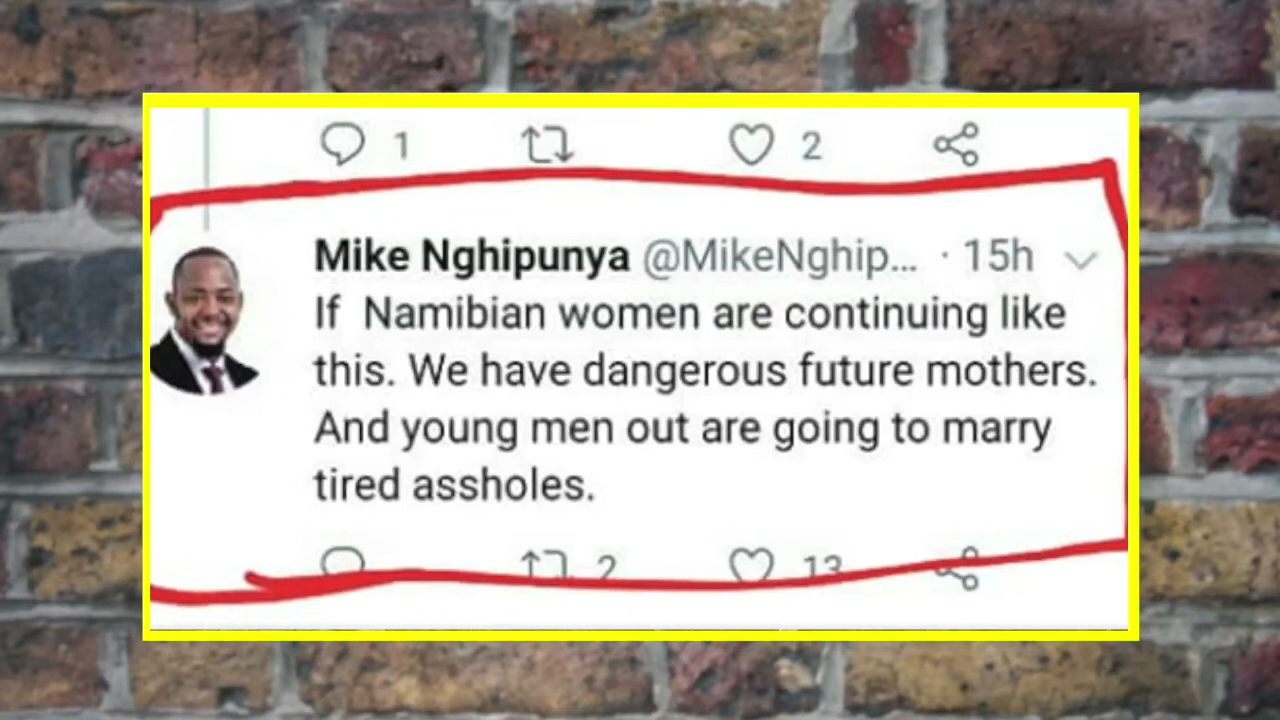 1 2
Mike Nghipunya @MikeNghip... · 15h
If Namibian women are continuing like
this. We have dangerous future mothers.
And young men out are going to marry
tired assholes.
2 13